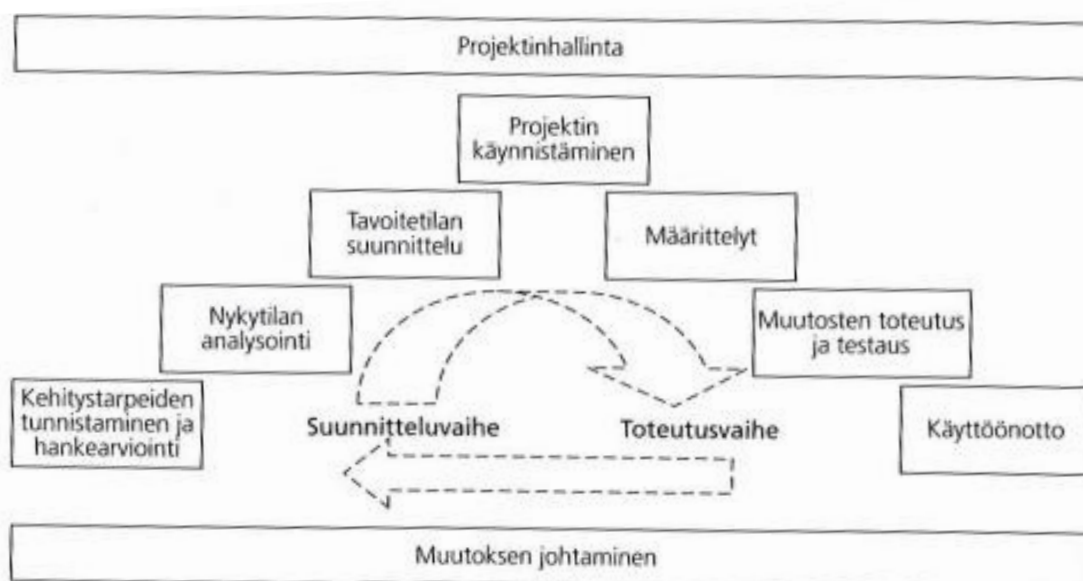 Projektinhallinta
Projektin
käynnistäminen
Tavoitetilan
suunnittelu
Määrittelyt
Nykytilan
analysointi
Muutosten toteutus
ja testaus
Kehitystarpeiden
tunnistaminen ja
hankearviointi
Suunnitteluvaihe
Toteutusvaihe
Käyttöönotto
Muutoksen johtaminen